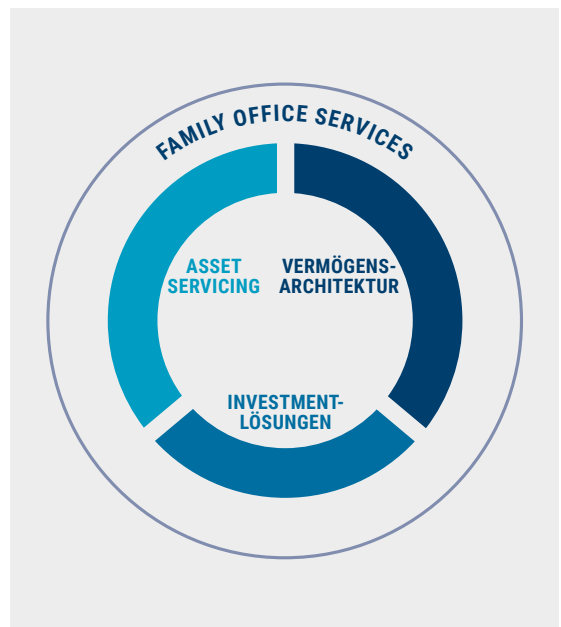 FAMILY OFFICE SERVICES
ASSET
SERVICING
VERMÖGENS-
ARCHITEKTUR
INVESTMENT-
LÖSUNGEN